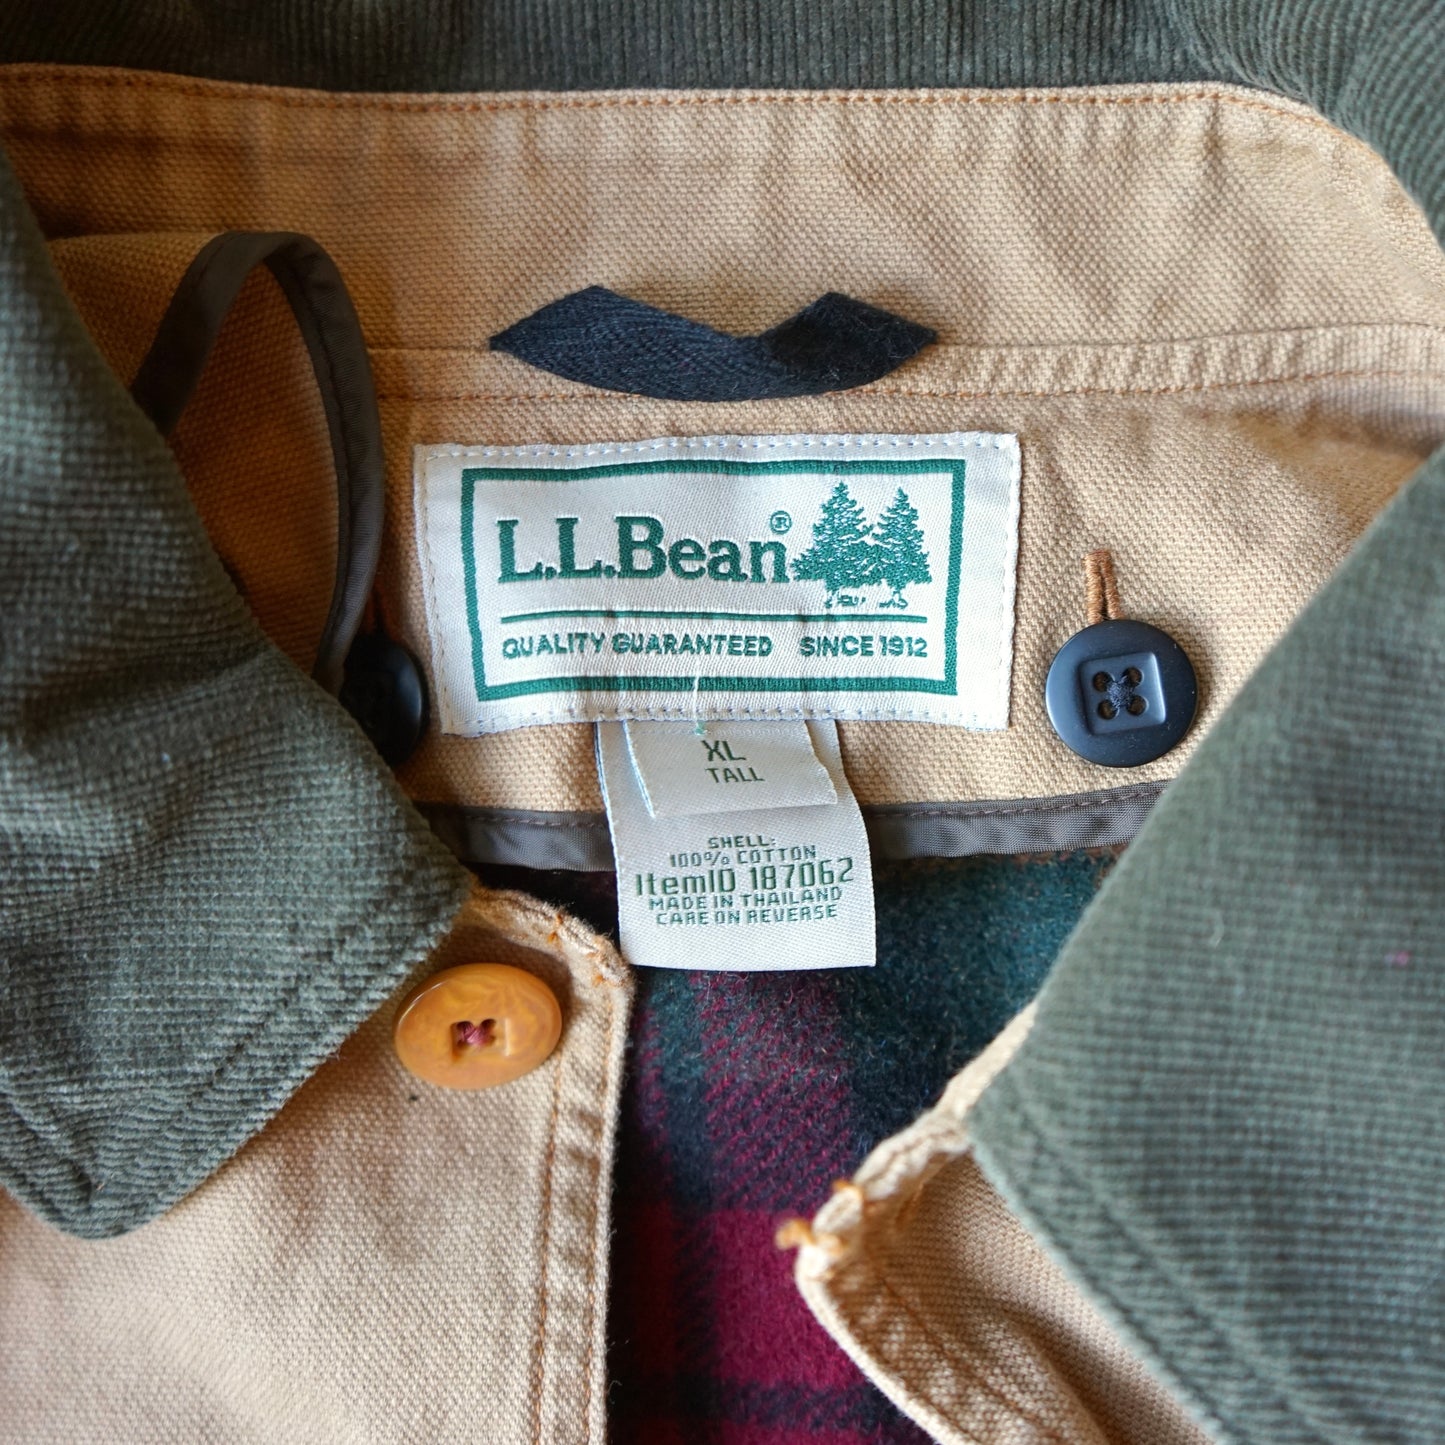 L.L.Bean®
QUALITY GUARANTEED SINCE 1912
XL
TALL
SHELL:
100% COTTON
ItemID 187062
MADE IN THAILAND
CARE ON REVERSE